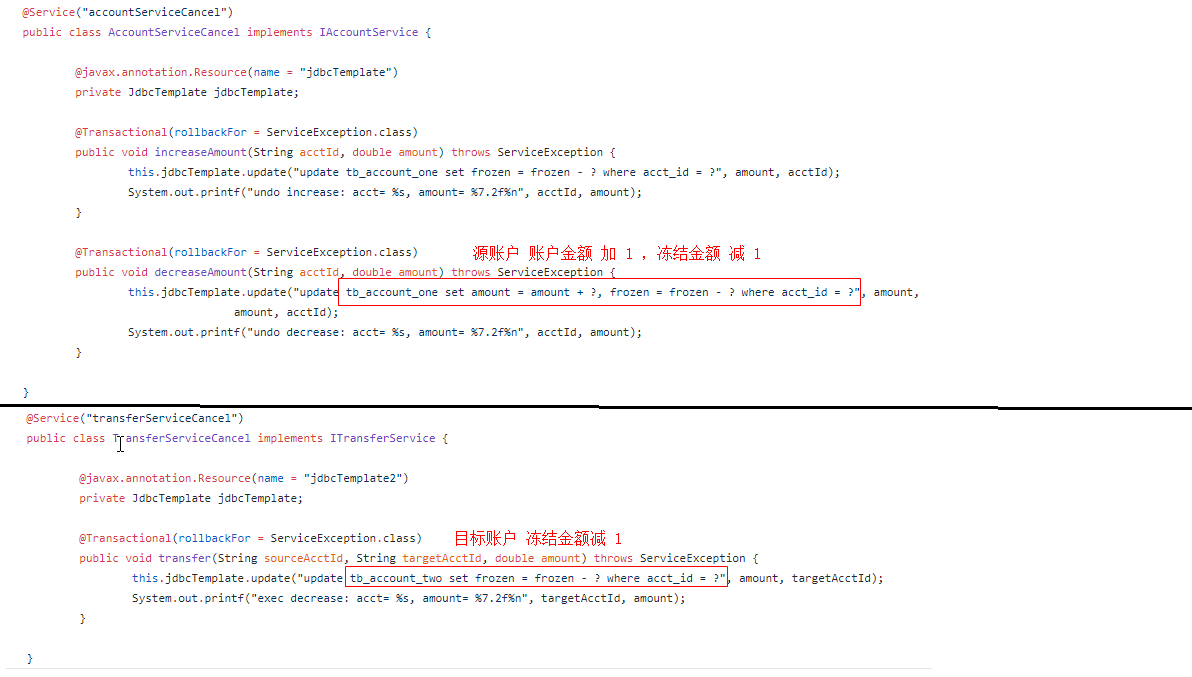 @Service("accountServiceCancel")
public class AccountServiceCancel implements IAccountService {
@javax.annotation.Resource(name = "jdbcTemplate")
private JdbcTemplate jdbcTemplate;
@Transactional(rollbackFor = ServiceException.class)
public void increaseAmount(String acctId, double amount) throws ServiceException {
this.jdbcTemplate.update("update tb_account_one set frozen = frozen - ? where acct_id = ?", amount, acctId);
System.out.printf("undo increase: acct= %s, amount= %7.2f%n", acctId, amount);
}
@Transactional(rollbackFor = ServiceException.class) 源账户 账户金额 加 1 ，冻结金额 减 1
public void decreaseAmount(String acctId, double amount) throws ServiceException {
this.jdbcTemplate.update("update tb_account_one set amount = amount + ?, frozen = frozen - ? where acct_id = ?", amount,
amount, acctId);
System.out.printf("undo decrease: acct= %s, amount= %7.2f%n", acctId, amount);
}
}
@Service("transferServiceCancel")
public class TransferServiceCancel implements ITransferService {
@javax.annotation.Resource(name = "jdbcTemplate2")
private JdbcTemplate jdbcTemplate;
@Transactional(rollbackFor = ServiceException.class) 目标账户 冻结金额减 1
public void transfer(String sourceAcctId, String targetAcctId, double amount) throws ServiceException {
this.jdbcTemplate.update("update tb_account_two set frozen = frozen - ? where acct_id = ?", amount, targetAcctId);
System.out.printf("exec decrease: acct= %s, amount= %7.2f%n", targetAcctId, amount);
}
}